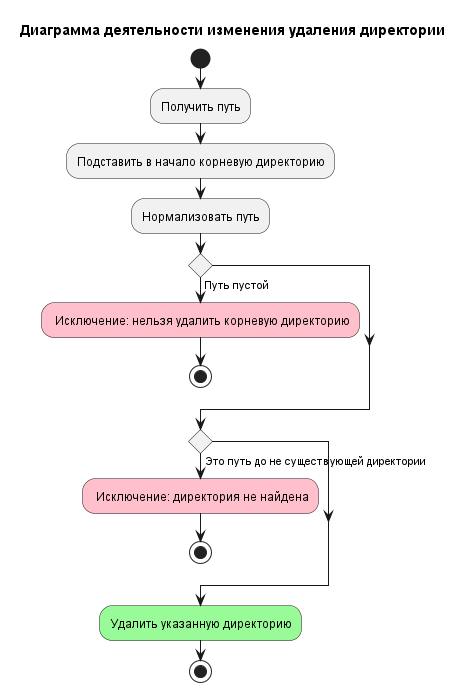 Диаграмма деятельности изменения удаления директории
Получить путь
Подставить в начало корневую директорию
Нормализовать путь
Путь пустой
Исключение: нельзя удалить корневую директорию
Это путь до не существующей директории
Исключение: директория не найдена
Удалить указанную директорию